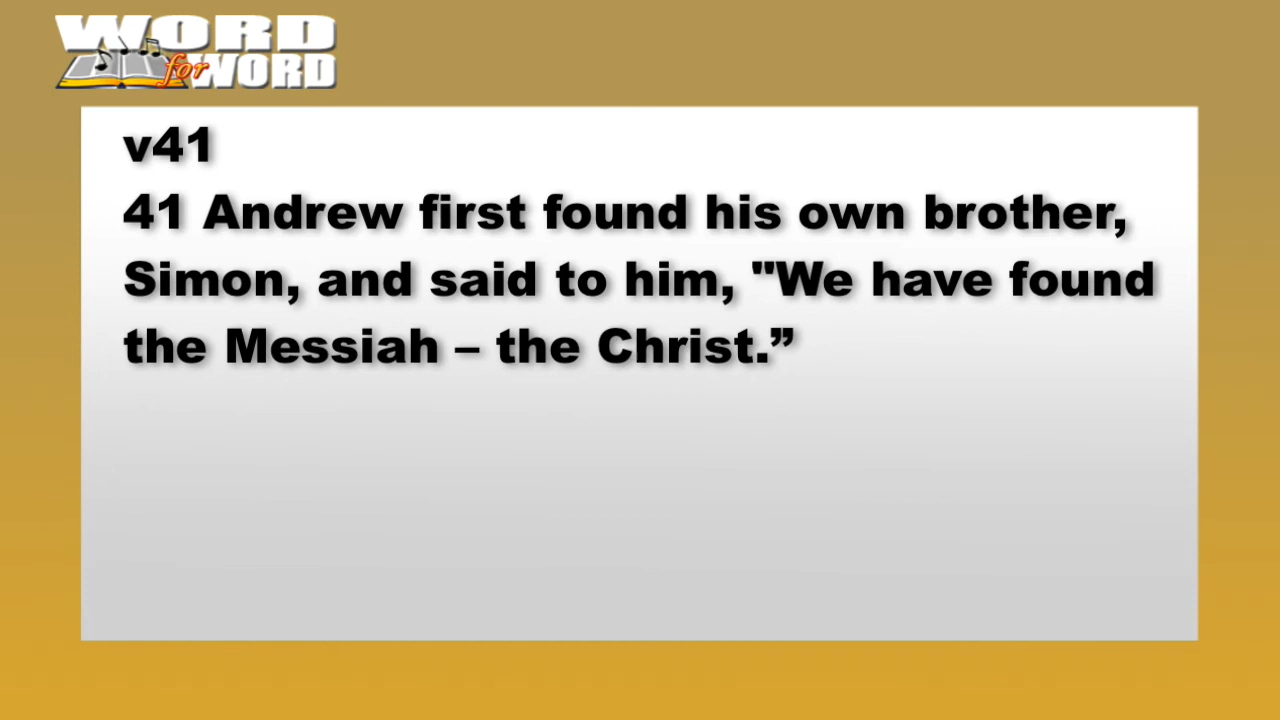 WORD
for WORD
v41
41 Andrew first found his own brother,
Simon, and said to him, "We have found
the Messiah – the Christ.”